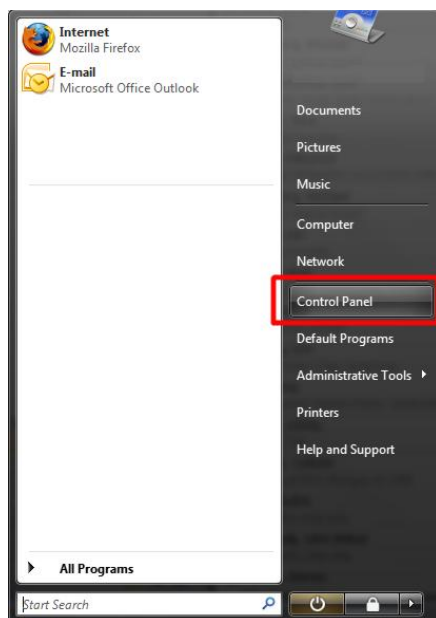 Internet
Mozilla Firefox
E-mail
Microsoft Office Outlook
Documents
Pictures
Music
Computer
Network
Control Panel
Default Programs
Administrative Tools
Printers
Help and Support
All Programs
Start Search